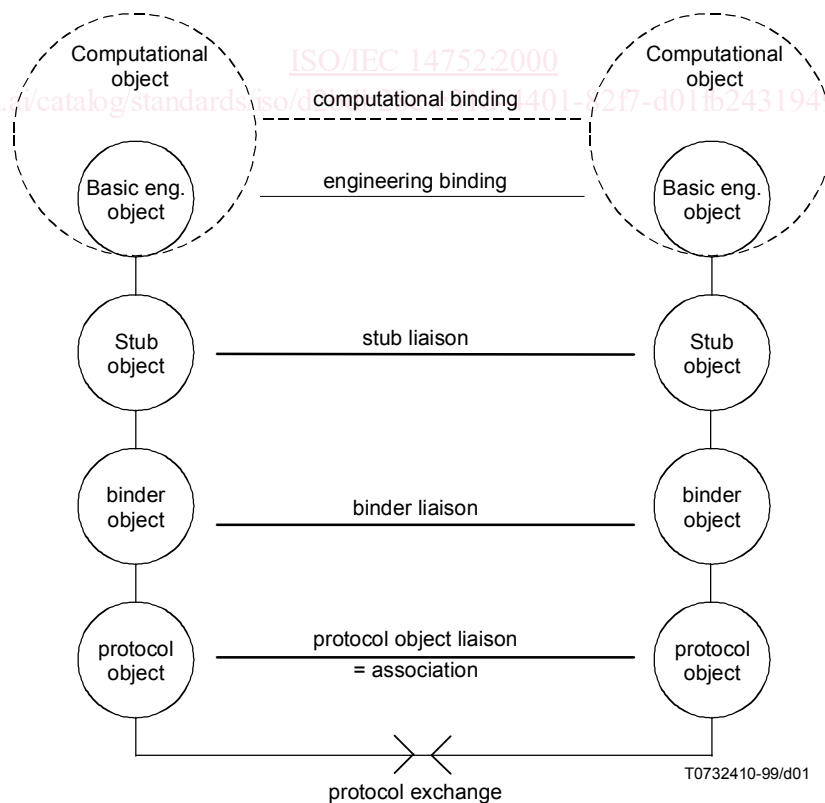 Computational
object
ISO/IEC 14752:2000
Computational
object
computational binding
Basic eng.
object
engineering binding
Basic eng.
object
Stub
object
stub liaison
Stub
object
binder
object
binder liaison
binder
object
protocol
object
protocol object liaison
= association
protocol
object
T0732410-99/d01
protocol exchange